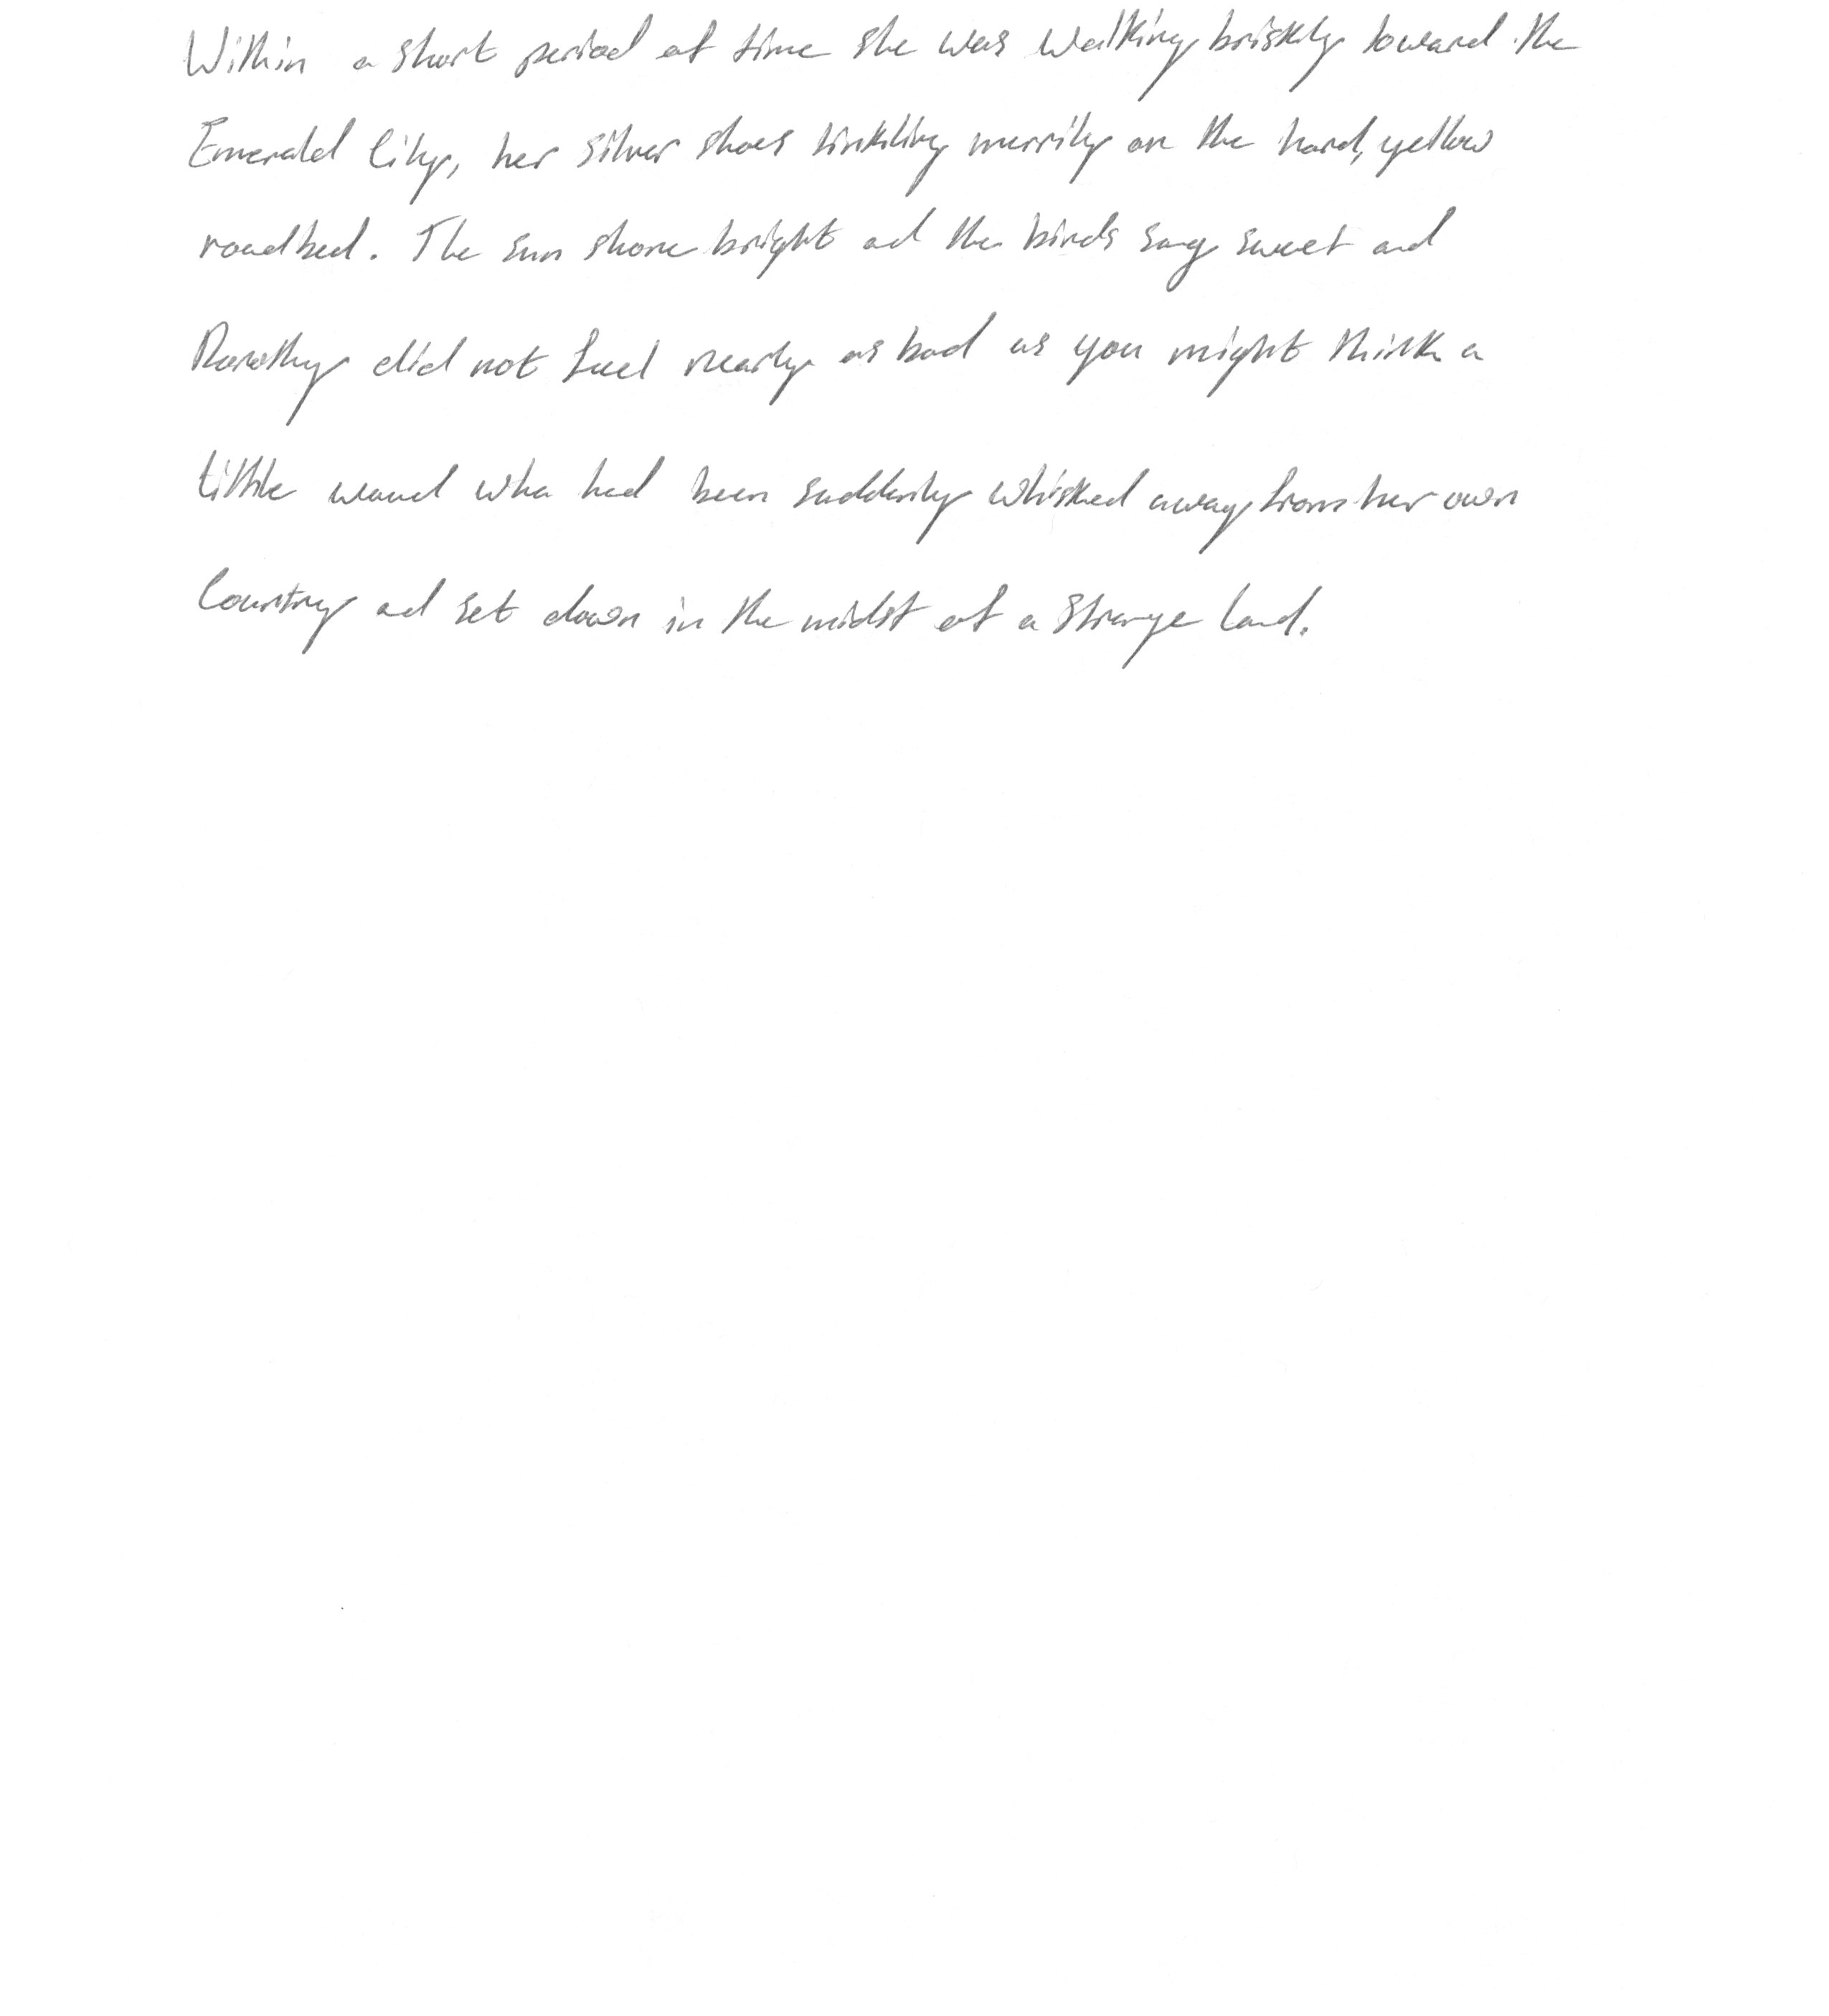 Within a short period of time she was walking briskly toward the
Emerald City, her silver shoes tinkling merrily on the hard, yellow
roadbed. The sun shone bright and the birds sang sweet and
Dorothy did not feel nearly as bad as you might think a
little would who had been suddenly whisked away from her own
Country and set down in the midst of a strange land.